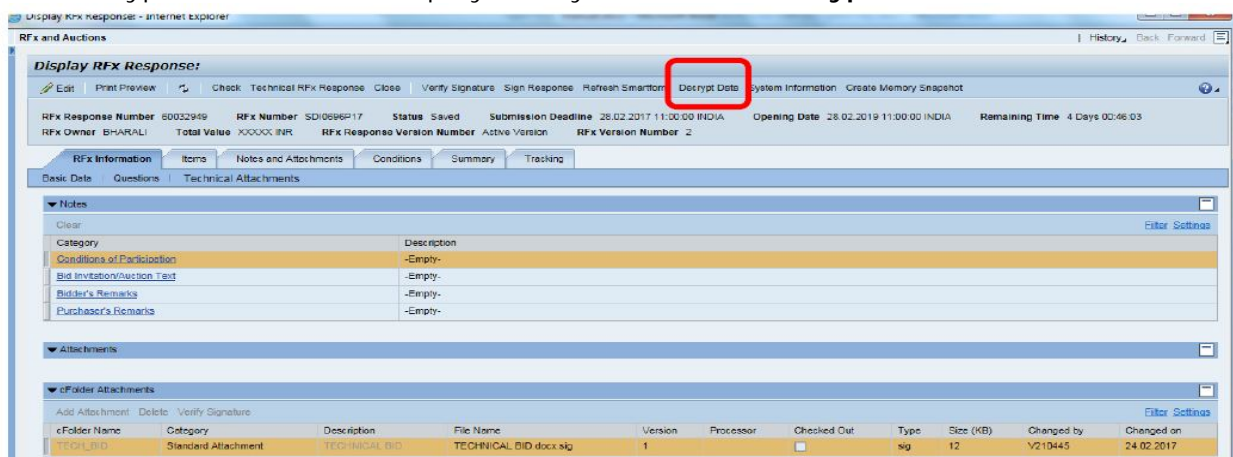 Display RFx Response: - Internet Explorer
RFx and Auctions | History Back Forward
Display RFx Response:
Edit Print Preview Check Technical RFx Response Close Verify Signature Sign Response Refresh Smartform Decrypt Data System Information Create Memory Snapshot
RFx Response Number 60032949 RFx Number SDI0696P17 Status Saved Submission Deadline 28.02.2017 11:00:00 INDIA Opening Date 28.02.2019 11:00:00 INDIA Remaining Time 4 Days 00:46:03
RFx Owner BHARALI Total Value XXXXX INR RFx Response Version Number Active Version RFx Version Number 2
RFx Information Items Notes and Attachments Conditions Summary Tracking
Basic Data | Questions | Technical Attachments
Notes
Clear Filter Settings
Category Description
Conditions of Participation -Empty-
Bid Invitation/Auction Text -Empty-
Bidder's Remarks -Empty-
Purchaser's Remarks -Empty-
Attachments
cFolder Attachments
Add Attachment Delete Verify Signature Filter Settings
cFolder Name Category Description File Name Version Processor Checked Out Type Size (KB) Changed by Changed on
TECH_BID Standard Attachment TECHNICAL BID TECHNICAL BID.docx.sig 1 sig 12 V210445 24.02.2017